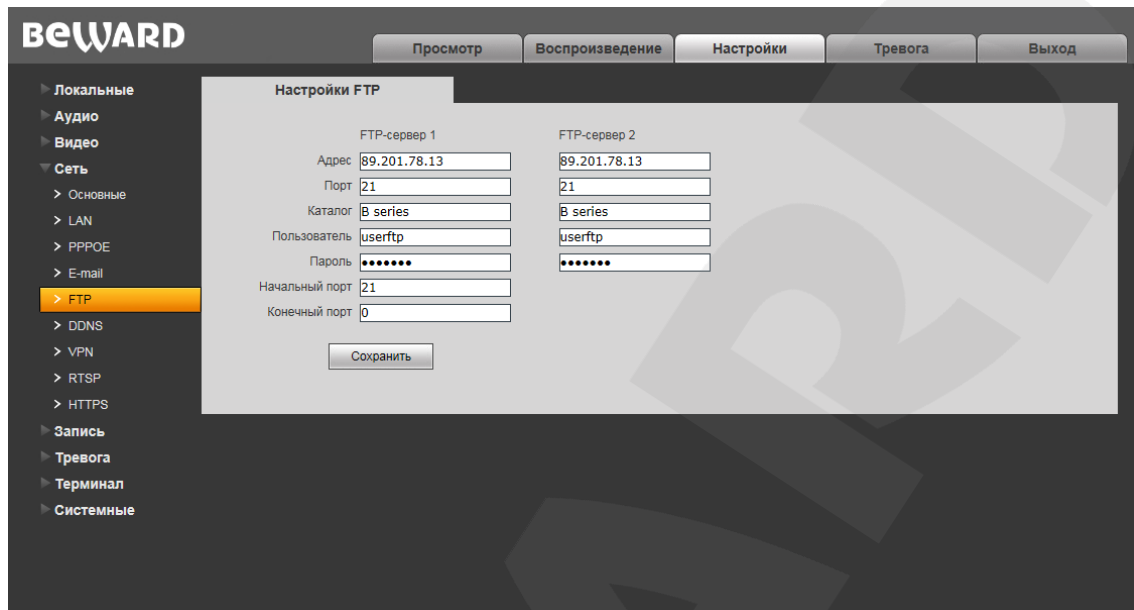 BEWARD
Просмотр Воспроизведение Настройки Тревога Выход
Локальные
Аудио
Видео
Сеть
> Основные
> LAN
> PPPOE
> E-mail
> FTP
> DDNS
> VPN
> RTSP
> HTTPS
Запись
Тревога
Терминал
Системные
Настройки FTP
FTP-сервер 1 FTP-сервер 2
Адрес 89.201.78.13 89.201.78.13
Порт 21 21
Каталог B series B series
Пользователь userftp userftp
Пароль ●●●●●●● ●●●●●●●
Начальный порт 21
Конечный порт 0
Сохранить